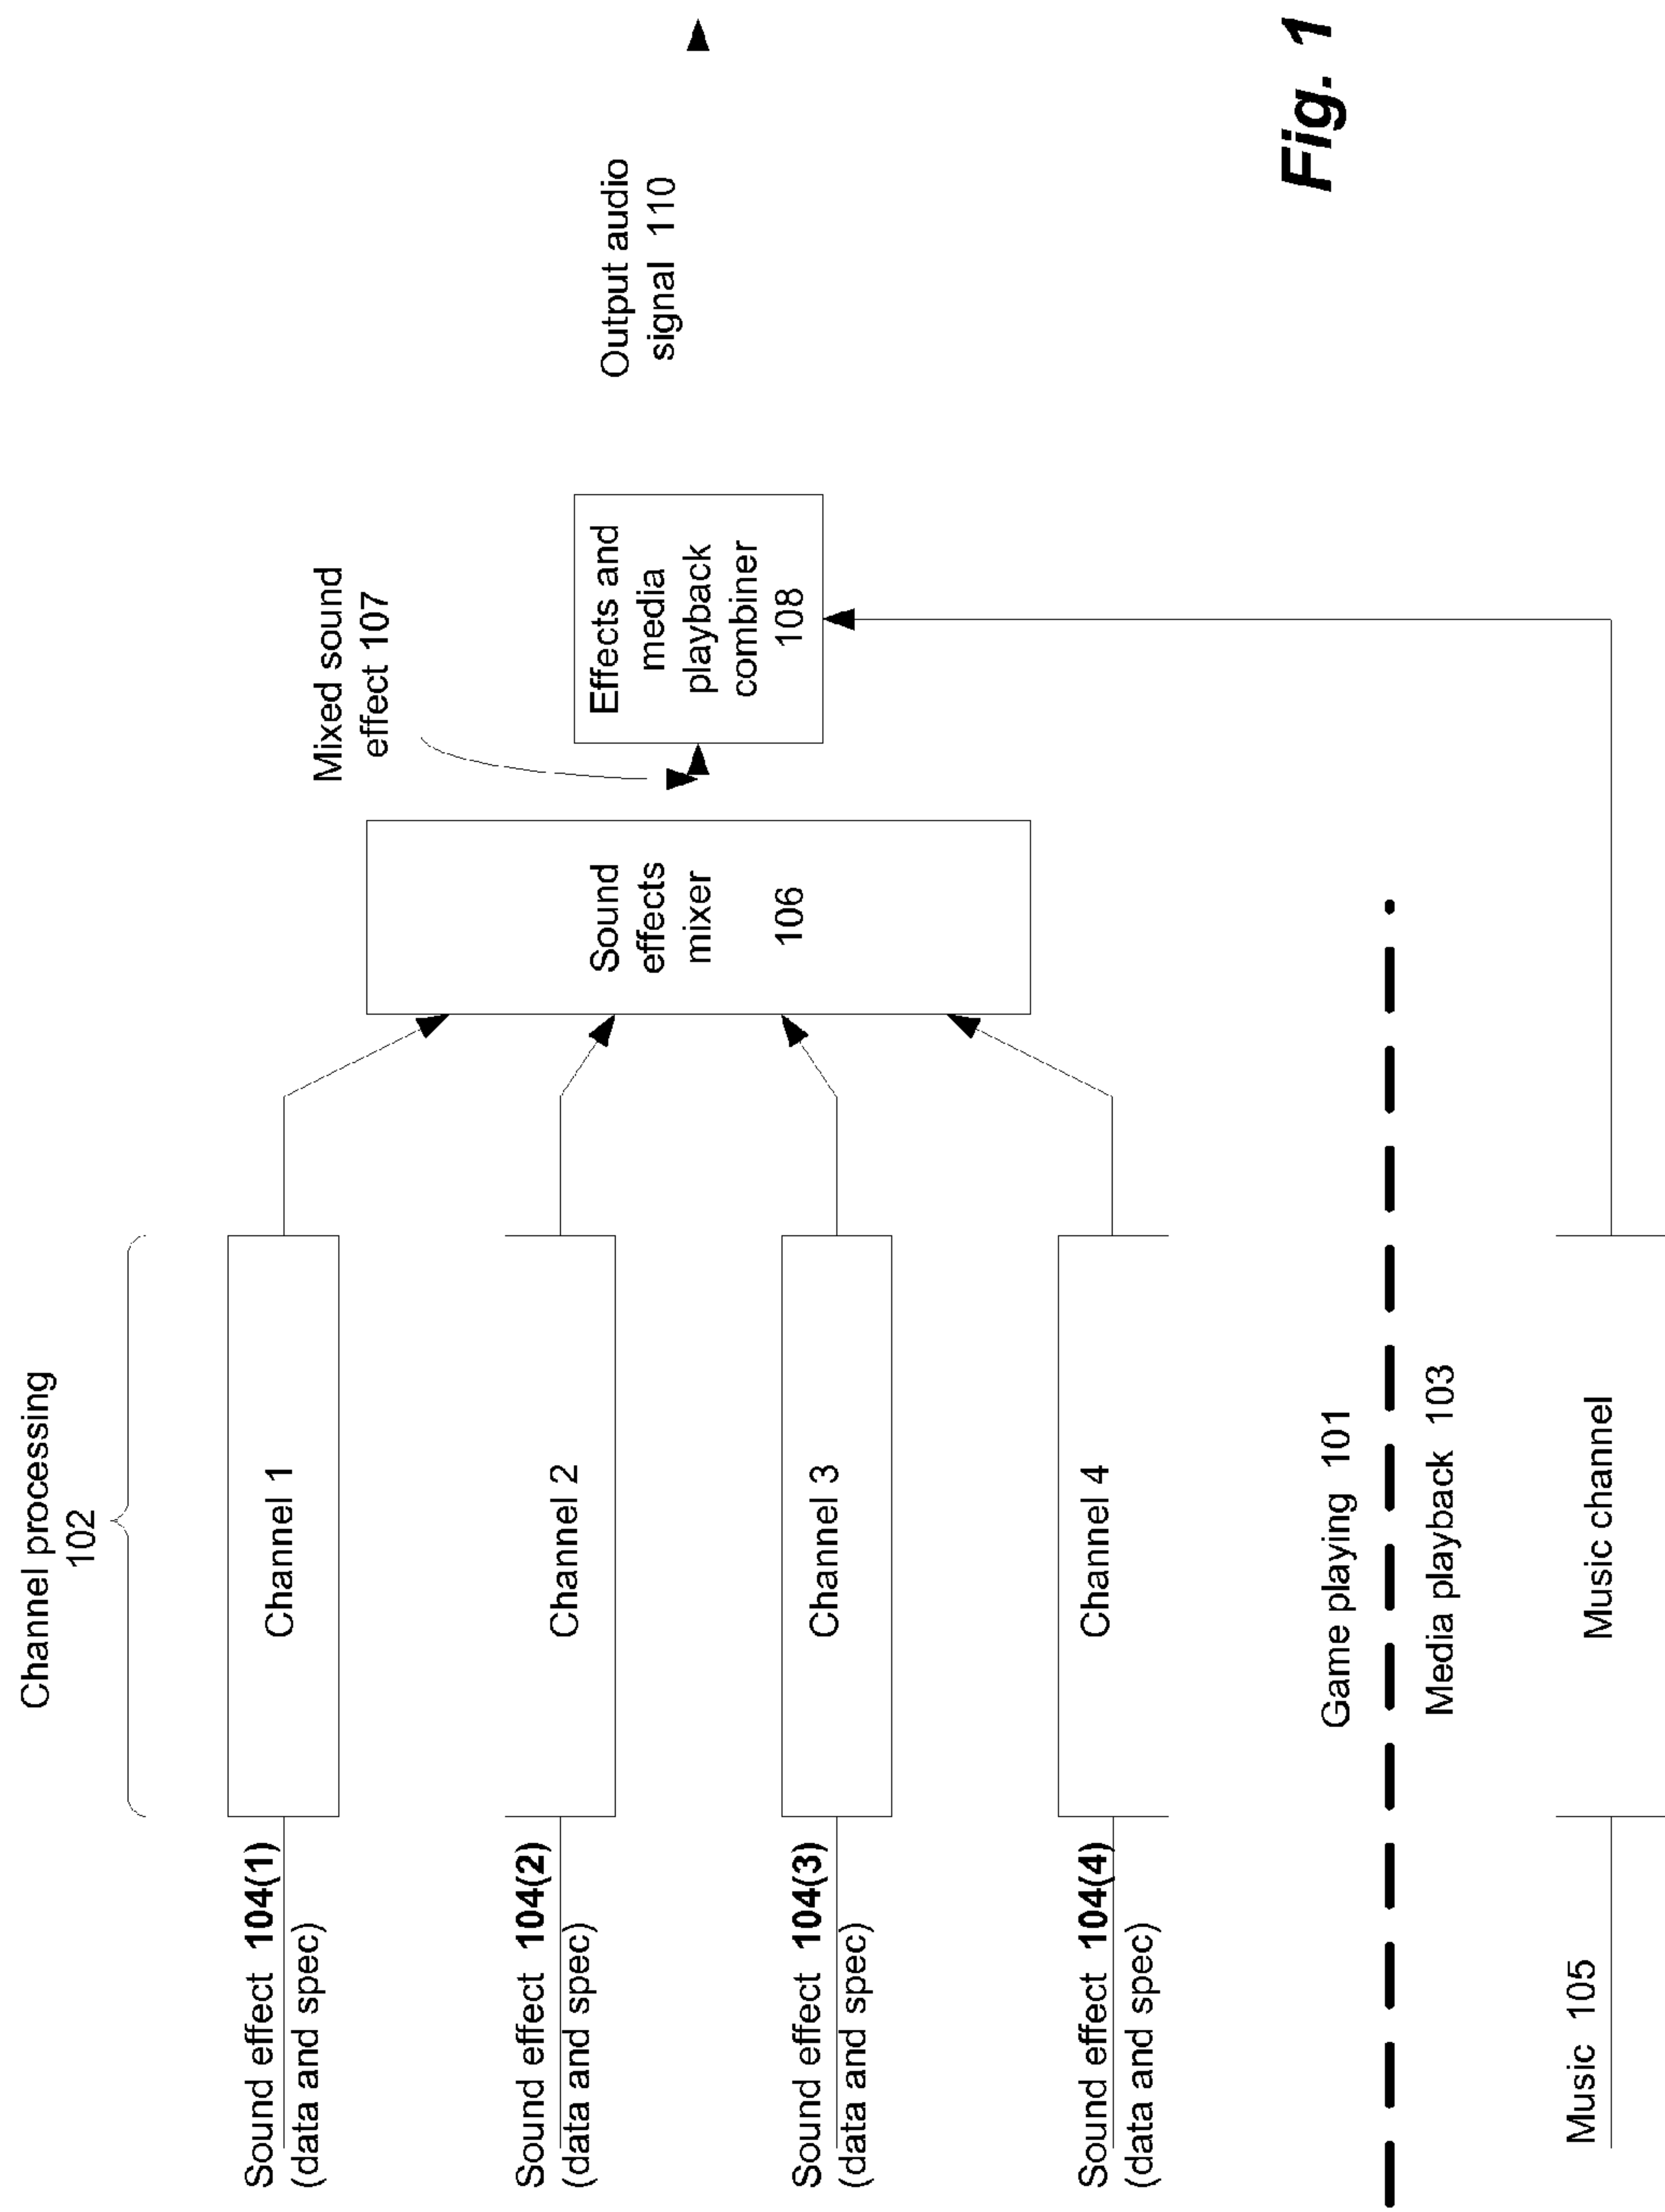 Channel processing
102
Sound effect 104(1)
(data and spec)
Channel 1
Sound effect 104(2)
(data and spec)
Channel 2
Sound effect 104(3)
(data and spec)
Channel 3
Sound effect 104(4)
(data and spec)
Channel 4
Sound
effects
mixer
106
Mixed sound
effect 107
Effects and
media
playback
combiner
108
Output audio
signal 110
Game playing 101
Media playback 103
Music 105
Music channel
Fig. 1